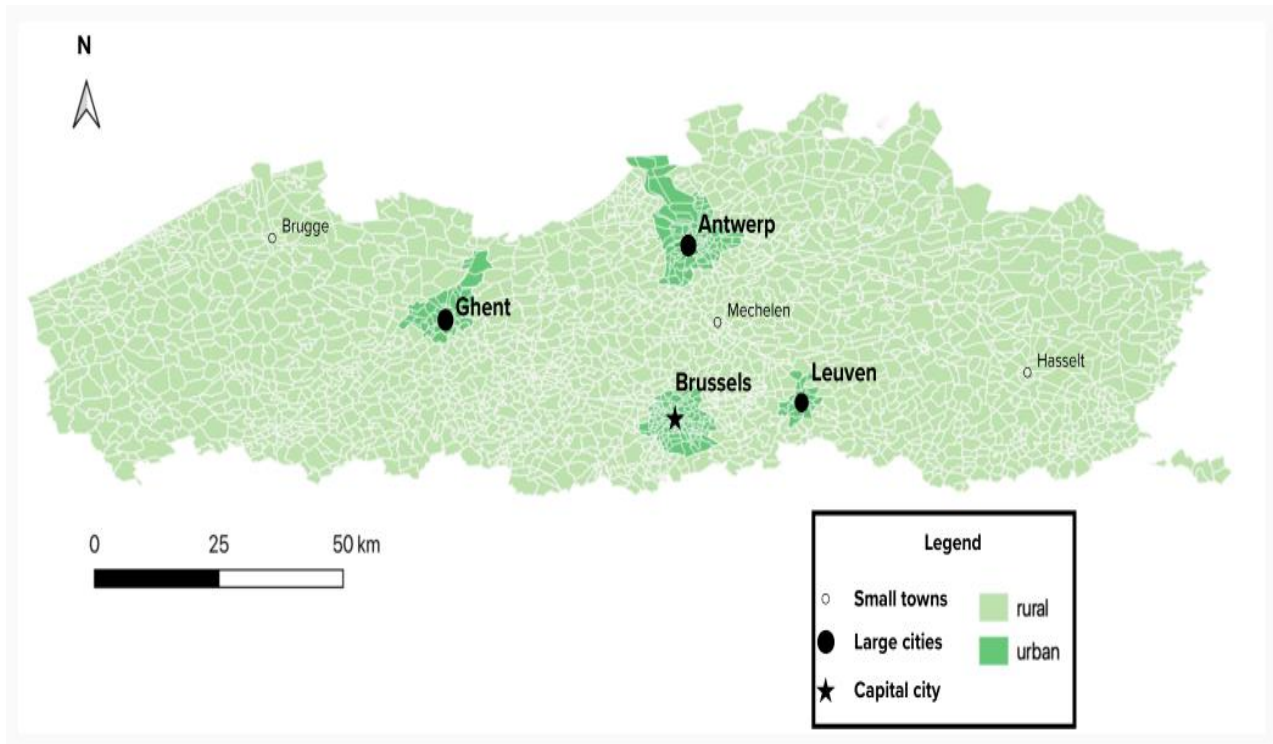 N
Antwerp
Brugge
Ghent
Mechelen
Hasselt
Leuven
Brussels
0 25 50 km
Legend
Small towns
Large cities
Capital city
rural
urban